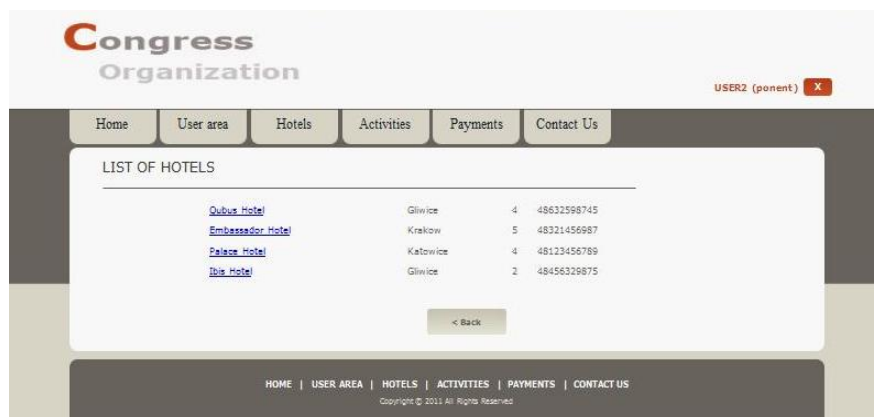 Congress
Organization
USER2 (ponent) X
Home User area Hotels Activities Payments Contact Us
LIST OF HOTELS
Qubus Hotel Gliwice 4 48632598745
Embassador Hotel Krakow 5 48321456987
Palace Hotel Katowice 4 48123456789
Ibis Hotel Gliwice 2 48456329875
< Back
HOME | USER AREA | HOTELS | ACTIVITIES | PAYMENTS | CONTACT US
Copyright © 2011 All Rights Reserved